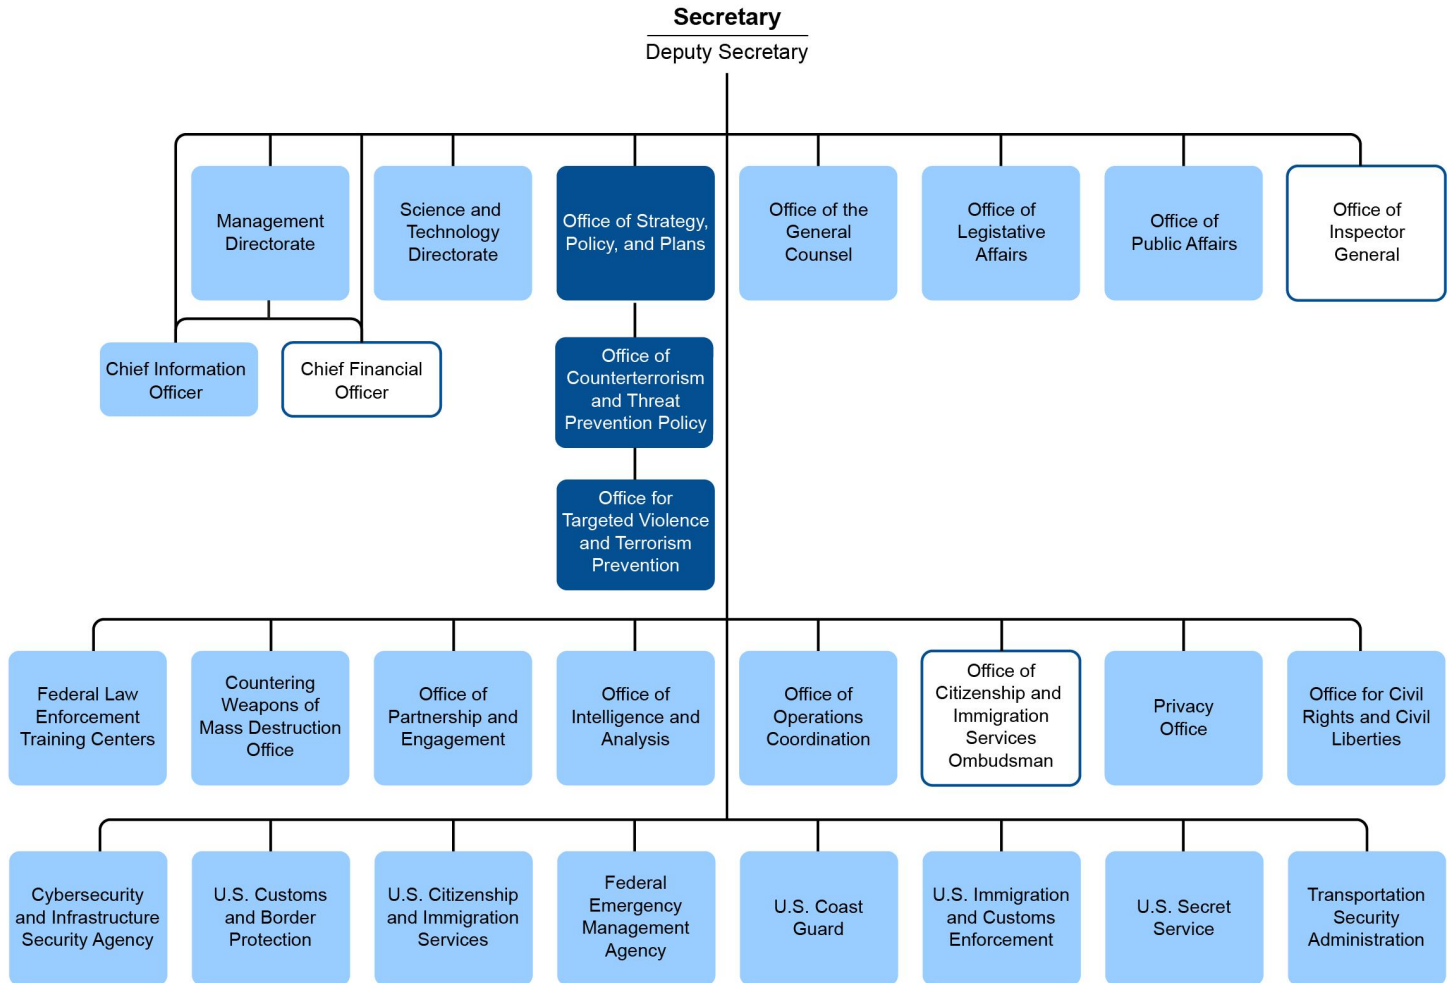 Secretary
Deputy Secretary
Management
Directorate
Science and
Technology
Directorate
Office of Strategy,
Policy, and Plans
Office of the
General
Counsel
Office of
Legistative
Affairs
Office of
Public Affairs
Office of
Inspector
General
Chief Information
Officer
Chief Financial
Officer
Office of
Counterterrorism
and Threat
Prevention Policy
Office for
Targeted Violence
and Terrorism
Prevention
Federal Law
Enforcement
Training Centers
Countering
Weapons of
Mass Destruction
Office
Office of
Partnership and
Engagement
Office of
Intelligence and
Analysis
Office of
Operations
Coordination
Office of
Citizenship and
Immigration
Services
Ombudsman
Privacy
Office
Office for Civil
Rights and Civil
Liberties
Cybersecurity
and Infrastructure
Security Agency
U.S. Customs
and Border
Protection
U.S. Citizenship
and Immigration
Services
Federal
Emergency
Management
Agency
U.S. Coast
Guard
U.S. Immigration
and Customs
Enforcement
U.S. Secret
Service
Transportation
Security
Administration